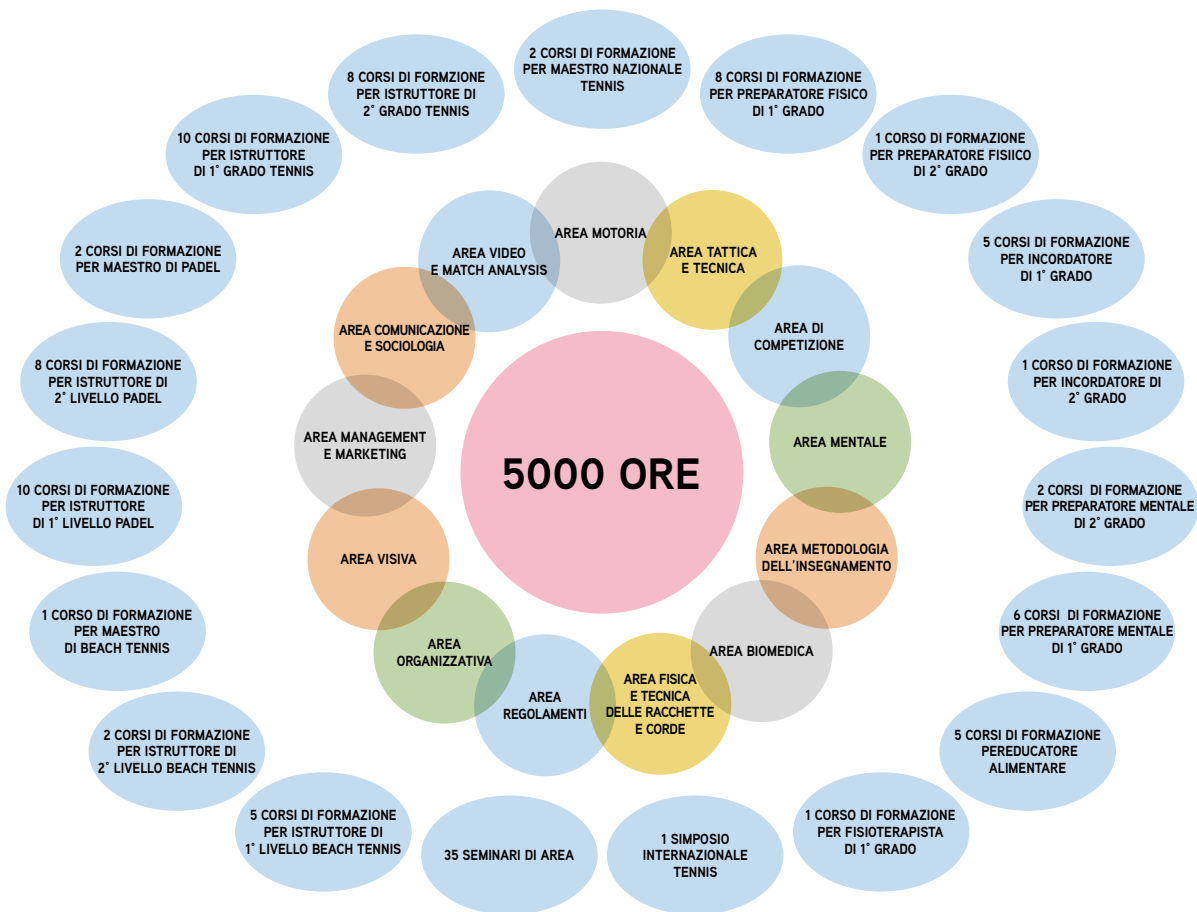 2 CORSI DI FORMAZIONE
PER MAESTRO NAZIONALE
TENNIS
8 CORSI DI FORMAZIONE
PER PREPARATORE FISICO
DI 1° GRADO
1 CORSO DI FORMAZIONE
PER PREPARATORE FISIICO
DI 2° GRADO
5 CORSI DI FORMAZIONE
PER INCORDATORE
DI 1° GRADO
1 CORSO DI FORMAZIONE
PER INCORDATORE DI
2° GRADO
2 CORSI DI FORMAZIONE
PER PREPARATORE MENTALE
DI 2° GRADO
6 CORSI DI FORMAZIONE
PER PREPARATORE MENTALE
DI 1° GRADO
5 CORSI DI FORMAZIONE
PEREDUCATORE
ALIMENTARE
1 CORSO DI FORMAZIONE
PER FISIOTERAPISTA
DI 1° GRADO
1 SIMPOSIO
INTERNAZIONALE
TENNIS
35 SEMINARI DI AREA
5 CORSI DI FORMAZIONE
PER ISTRUTTORE DI
1° LIVELLO BEACH TENNIS
2 CORSI DI FORMAZIONE
PER ISTRUTTORE DI
2° LIVELLO BEACH TENNIS
1 CORSO DI FORMAZIONE
PER MAESTRO
DI BEACH TENNIS
10 CORSI DI FORMAZIONE
PER ISTRUTTORE
DI 1° LIVELLO PADEL
8 CORSI DI FORMAZIONE
PER ISTRUTTORE DI
2° LIVELLO PADEL
2 CORSI DI FORMAZIONE
PER MAESTRO DI PADEL
10 CORSI DI FORMAZIONE
PER ISTRUTTORE
DI 1° GRADO TENNIS
8 CORSI DI FORMZIONE
PER ISTRUTTORE DI
2° GRADO TENNIS
AREA MOTORIA
AREA TATTICA
E TECNICA
AREA DI
COMPETIZIONE
AREA MENTALE
AREA METODOLOGIA
DELL'INSEGNAMENTO
AREA BIOMEDICA
AREA FISICA
E TECNICA
DELLE RACCHETTE
E CORDE
AREA
REGOLAMENTI
AREA
ORGANIZZATIVA
AREA VISIVA
AREA MANAGEMENT
E MARKETING
AREA COMUNICAZIONE
E SOCIOLOGIA
AREA VIDEO
E MATCH ANALYSIS
5000 ORE